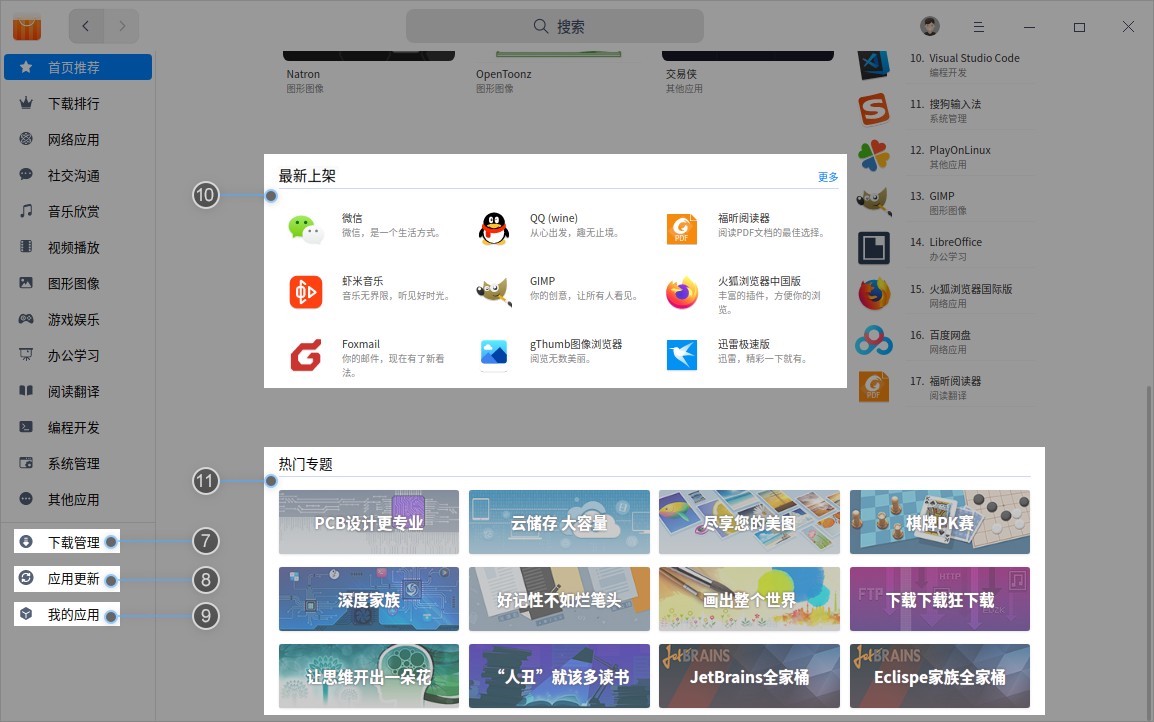 搜索
首页推荐
下载排行
网络应用
社交沟通
音乐欣赏
视频播放
图形图像
游戏娱乐
办公学习
阅读翻译
编程开发
系统管理
其他应用
下载管理
应用更新
我的应用
7
8
9
10
11
Natron
图形图像
OpenToonz
图形图像
交易侠
其他应用
最新上架
更多
微信
微信，是一个生活方式。
QQ (wine)
从心出发，趣无止境。
福昕阅读器
阅读PDF文档的最佳选择。
虾米音乐
音乐无界限，听见好时光。
GIMP
你的创意，让所有人看见。
火狐浏览器中国版
丰富的插件，方便你的浏
览。
Foxmail
你的邮件，现在有了新看
法。
gThumb图像浏览器
阅览无数美丽。
迅雷极速版
迅雷，精彩一下就有。
PDF
10. Visual Studio Code
编程开发
11. 搜狗输入法
系统管理
12. PlayOnLinux
其他应用
13. GIMP
图形图像
14. LibreOffice
办公学习
15. 火狐浏览器国际版
网络应用
16. 百度网盘
网络应用
17. 福昕阅读器
阅读翻译
PDF
热门专题
PCB设计更专业
云储存 大容量
尽享您的美图
棋牌PK赛
深度家族
好记性不如烂笔头
画出整个世界
HTTP
FTP
下载下载狂下载
让思维开出一朵花
“人丑”就该多读书
JetBRAINS
JetBrains全家桶
JetBRAINS
Eclispe家族全家桶